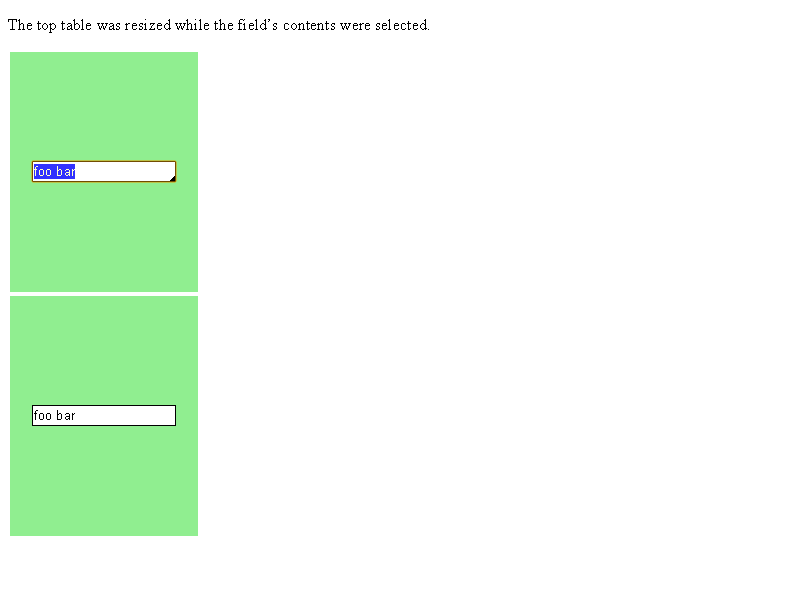 The top table was resized while the field’s contents were selected.
foo bar
foo bar